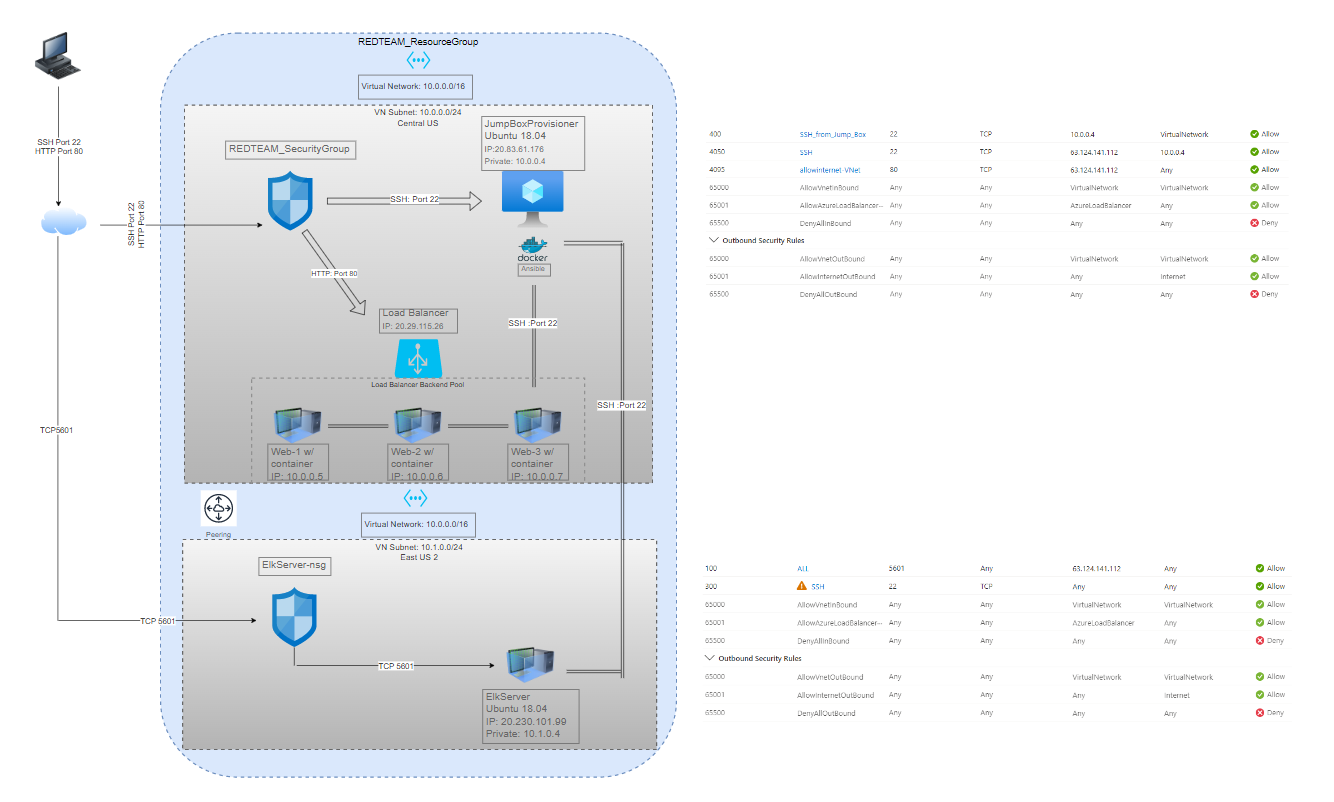 REDTEAM_ResourceGroup
Virtual Network: 10.0.0.0/16
VN Subnet: 10.0.0.0/24
Central US
SSH Port 22
HTTP Port 80
SSH Port 22
HTTP Port 80
REDTEAM_SecurityGroup
JumpBoxProvisioner
Ubuntu 18.04
IP:20.83.61.176
Private: 10.0.0.4
SSH: Port 22
docker
Ansible
HTTP: Port 80
Load Balancer
IP: 20.29.115.26
SSH :Port 22
Load Balancer Backend Pool
SSH :Port 22
Web-1 w/
container
IP: 10.0.0.5
Web-2 w/
container
IP: 10.0.0.6
Web-3 w/
container
IP: 10.0.0.7
TCP5601
Peering
Virtual Network: 10.0.0.0/16
VN Subnet: 10.1.0.0/24
East US 2
ElkServer-nsg
TCP 5601
TCP 5601
ElkServer
Ubuntu 18.04
IP: 20.230.101.99
Private: 10.1.0.4
400 SSH_from_Jump_Box 22 TCP 10.0.0.4 VirtualNetwork Allow
4050 SSH 22 TCP 63.124.141.112 10.0.0.4 Allow
4095 allowinternet-VNet 80 TCP 63.124.141.112 Any Allow
65000 AllowVnetInBound Any Any VirtualNetwork VirtualNetwork Allow
65001 AllowAzureLoadBalancer-- Any Any AzureLoadBalancer Any Allow
65500 DenyAllInBound Any Any Any Any Deny
Outbound Security Rules
65000 AllowVnetOutBound Any Any VirtualNetwork VirtualNetwork Allow
65001 AllowInternetOutBound Any Any Any Internet Allow
65500 DenyAllOutBound Any Any Any Any Deny
100 ALL 5601 Any 63.124.141.112 Any Allow
300 SSH 22 TCP Any Any Allow
65000 AllowVnetInBound Any Any VirtualNetwork VirtualNetwork Allow
65001 AllowAzureLoadBalancer-- Any Any AzureLoadBalancer Any Allow
65500 DenyAllInBound Any Any Any Any Deny
Outbound Security Rules
65000 AllowVnetOutBound Any Any VirtualNetwork VirtualNetwork Allow
65001 AllowInternetOutBound Any Any Any Internet Allow
65500 DenyAllOutBound Any Any Any Any Deny